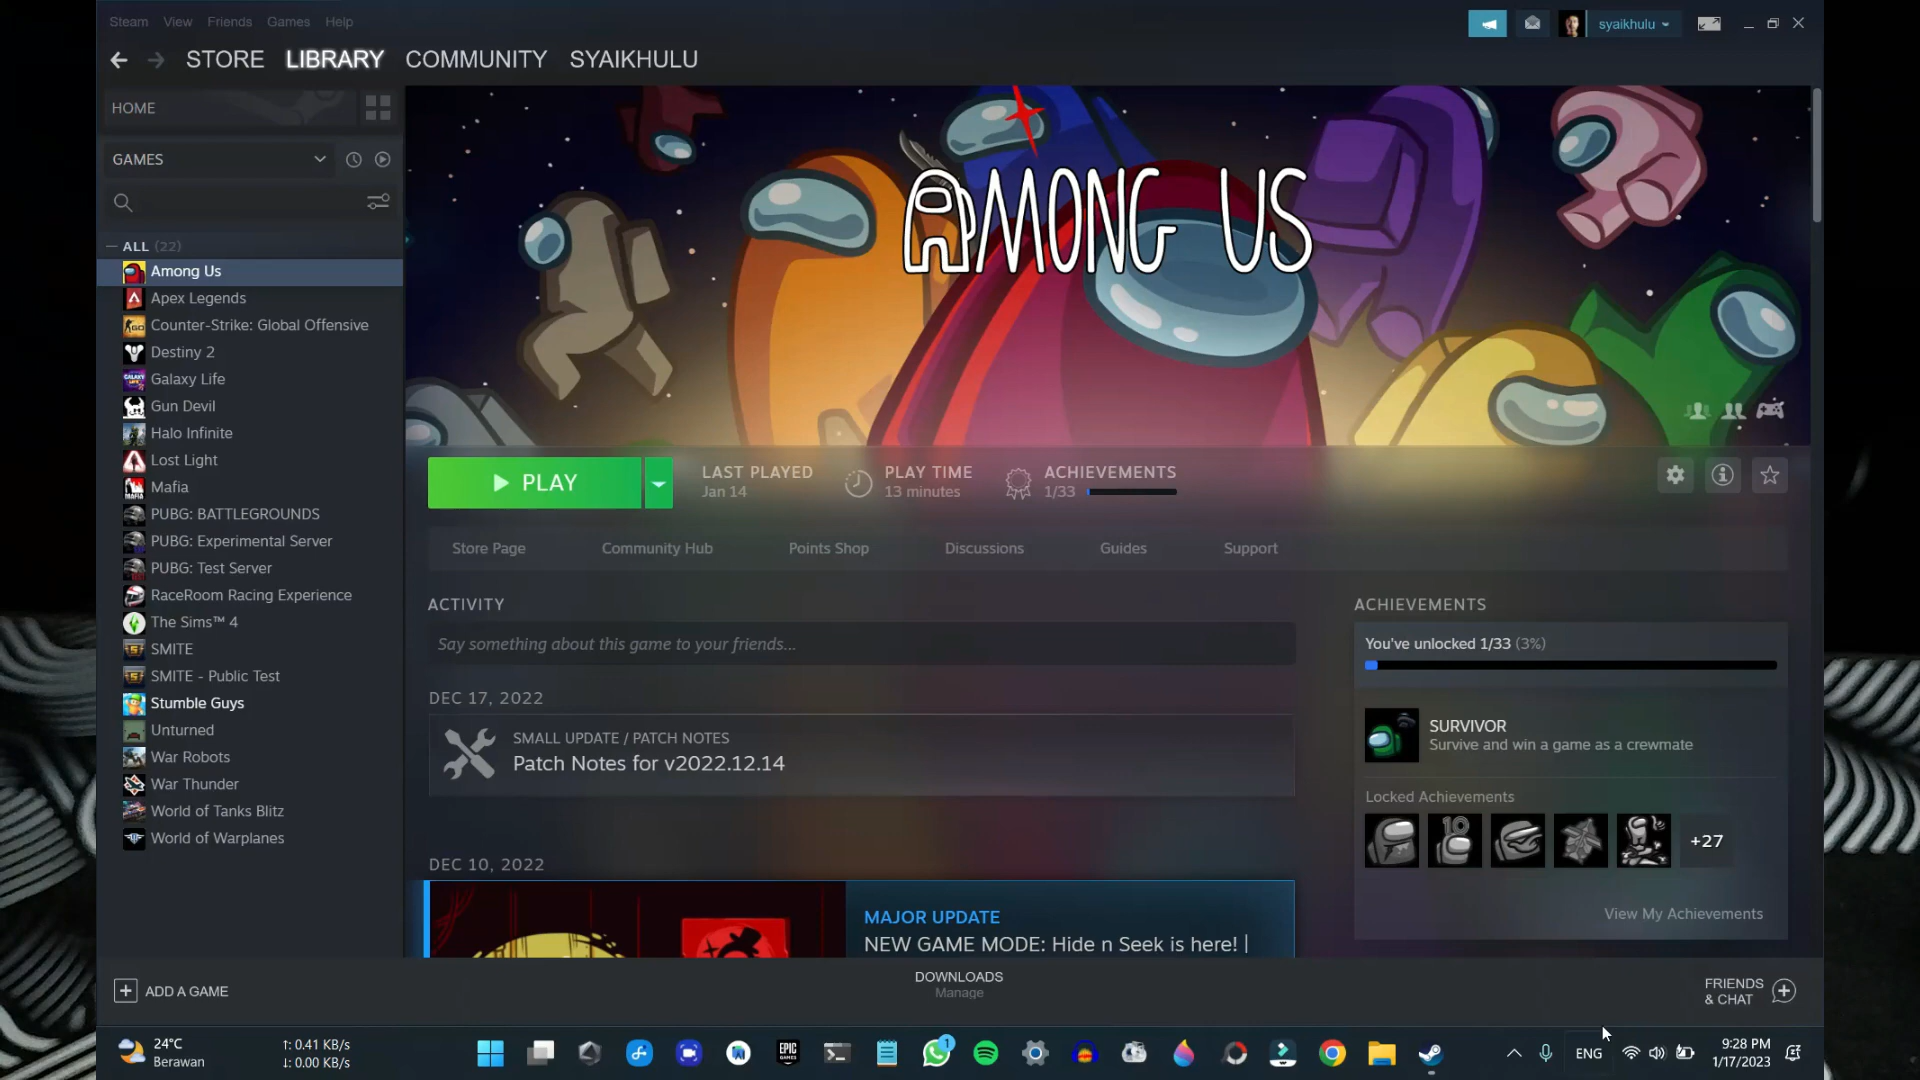 Steam View Friends Games Help
syaikhulu
STORE LIBRARY COMMUNITY SYAIKHULU
HOME
GAMES
ALL (22)
Among Us
Apex Legends
Counter-Strike: Global Offensive
Destiny 2
Galaxy Life
Gun Devil
Halo Infinite
Lost Light
Mafia
PUBG: BATTLEGROUNDS
PUBG: Experimental Server
PUBG: Test Server
RaceRoom Racing Experience
The Sims™ 4
SMITE
SMITE - Public Test
Stumble Guys
Unturned
War Robots
War Thunder
World of Tanks Blitz
World of Warplanes
AMONG US
PLAY
LAST PLAYED
Jan 14
PLAY TIME
13 minutes
ACHIEVEMENTS
1/33
Store Page Community Hub Points Shop Discussions Guides Support
ACTIVITY
Say something about this game to your friends...
DEC 17, 2022
SMALL UPDATE / PATCH NOTES
Patch Notes for v2022.12.14
DEC 10, 2022
MAJOR UPDATE
NEW GAME MODE: Hide n Seek is here! |
ACHIEVEMENTS
You've unlocked 1/33 (3%)
SURVIVOR
Survive and win a game as a crewmate
Locked Achievements
10
+27
View My Achievements
ADD A GAME
DOWNLOADS
Manage
FRIENDS
& CHAT
24°C
Berawan
↑: 0.41 KB/s
↓: 0.00 KB/s
EPIC
GAMES
1
ENG
9:28 PM
1/17/2023